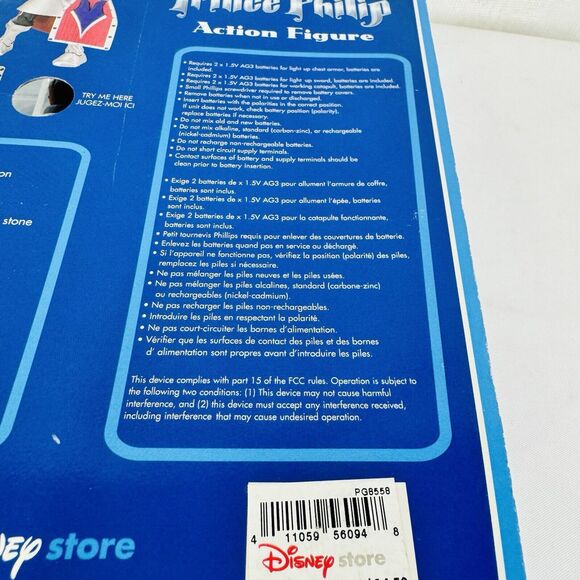 Prince Philip
Action Figure
TRY ME HERE
JUGEZ-MOI ICI
stone
• Requires 2 x 1.5V AG3 batteries for light up chest armor, batteries are
included.
• Requires 2 x 1.5V AG3 batteries for light up sword, batteries are included.
• Requires 2 x 1.5V AG3 batteries for working catapult, batteries are included.
• Small Phillips screwdriver required to remove battery covers.
• Remove batteries when not in use or discharged.
• Insert batteries with the polarities in the correct position.
If unit does not work, check battery position (polarity),
replace batteries if necessary.
• Do not mix old and new batteries.
• Do not mix alkaline, standard (carbon-zinc), or rechargeable
(nickel-cadmium) batteries.
• Do not recharge non-rechargeable batteries.
• Do not short circuit supply terminals.
• Contact surfaces of battery and supply terminals should be
clean prior to battery insertion.
• Exige 2 batteries de x 1.5V AG3 pour allument l'armure de coffre,
batteries sont inclus.
• Exige 2 batteries de x 1.5V AG3 pour allument l'épée, batteries
sont inclus.
• Exige 2 batteries de x 1.5V AG3 pour la catapulte fonctionnante,
batteries sont inclus.
• Petit tournevis Phillips requis pour enlever des couvertures de batterie.
• Enlevez les batteries quand pas en service ou déchargé.
• Si l'appareil ne fonctionne pas, vérifiez la position (polarité) des piles,
remplacez les piles si nécessaire.
• Ne pas mélanger les piles neuves et les piles usées.
• Ne pas mélanger les piles alcalines, standard (carbone-zinc)
ou rechargeables (nickel-cadmium).
• Ne pas recharger les piles non-rechargeables.
• Introduire les piles en respectant la polarité.
• Ne pas court-circuiter les bornes d'alimentation.
• Vérifier que les surfaces de contact des piles et des bornes
d' alimentation sont propres avant d'introduire les piles.
This device complies with part 15 of the FCC rules. Operation is subject to
the following two conditions: (1) This device may not cause harmful
interference, and (2) this device must accept any interference received,
including interference that may cause undesired operation.
PG8558
4 11059 56094 8
Disney store
store